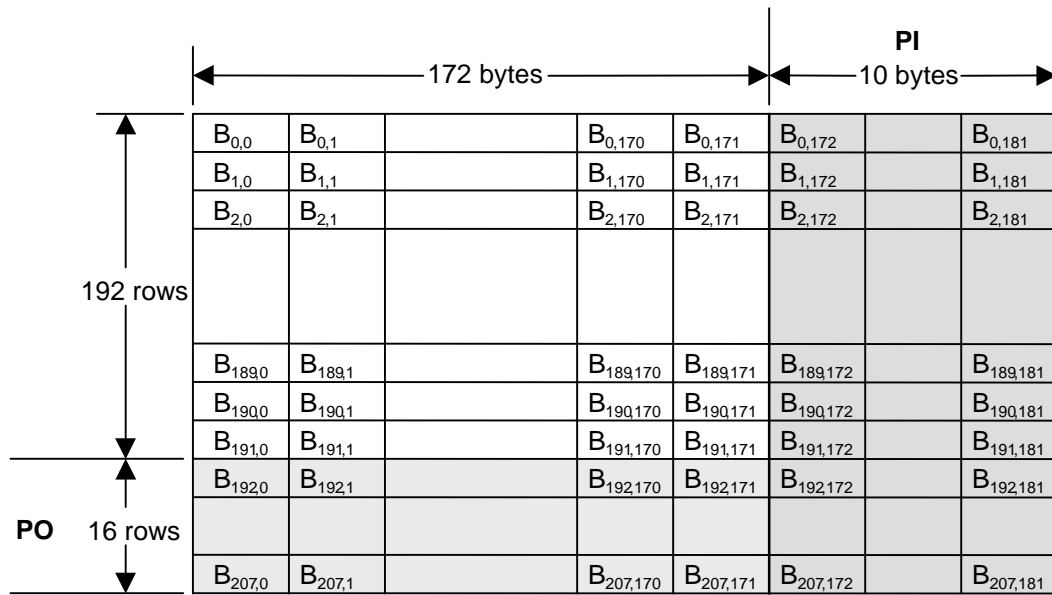 PI
172 bytes 10 bytes
B0,0 B0,1 B0,170 B0,171 B0,172 B0,181
B1,0 B1,1 B1,170 B1,171 B1,172 B1,181
B2,0 B2,1 B2,170 B2,171 B2,172 B2,181
192 rows
B189,0 B189,1 B189,170 B189,171 B189,172 B189,181
B190,0 B190,1 B190,170 B190,171 B190,172 B190,181
B191,0 B191,1 B191,170 B191,171 B191,172 B191,181
B192,0 B192,1 B192,170 B192,171 B192,172 B192,181
PO 16 rows
B207,0 B207,1 B207,170 B207,171 B207,172 B207,181